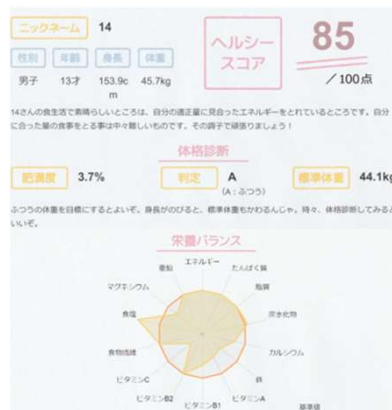 ニックネーム 14
ヘルシースコア 85／100点
性別 年齢 身長 体重
男子 13才 153.9cm 45.7kg
14さんの食生活で素晴らしいところは、自分の適正量に見合ったエネルギーをとれているところです。自分
に合った量の食事をとる事は中々難しいものです。その調子で頑張りましょう！
体格診断
肥満度 3.7% 判定 A 標準体重 44.1kg
(A：ふつう)
ふつうの体重を目標にするとよいぞ。身長がのびると、標準体重もかわるんじゃ。時々、体格診断してみると
いいぞ。
栄養バランス
エネルギー
亜鉛 たんぱく質
マグネシウム 脂質
食塩 炭水化物
食物繊維 カルシウム
ビタミンC 鉄
ビタミンB2 ビタミンB1 ビタミンA
基準値